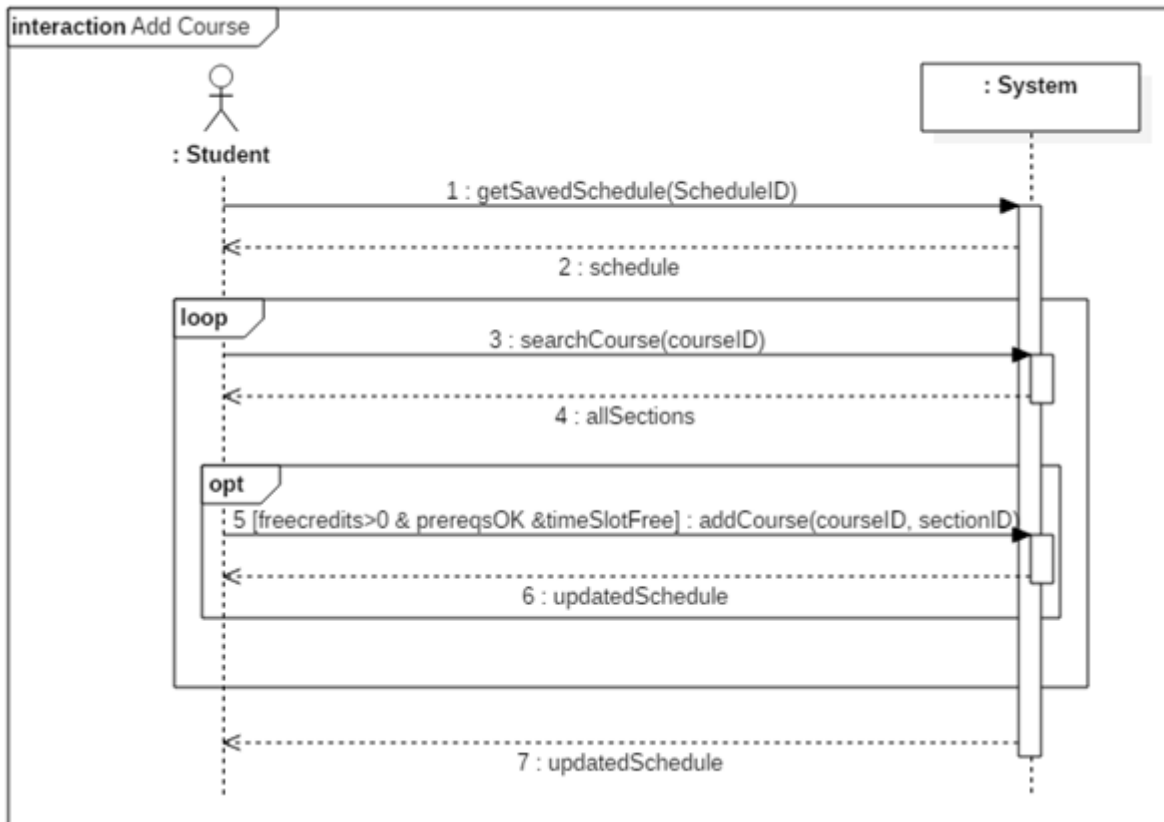 interaction Add Course
: System
: Student
1 : getSavedSchedule(ScheduleID)
2 : schedule
loop
3 : searchCourse(courseID)
4 : allSections
opt
5 [freecredits>0 & prereqsOK &timeSlotFree] : addCourse(courseID, sectionID)
6 : updatedSchedule
7 : updatedSchedule